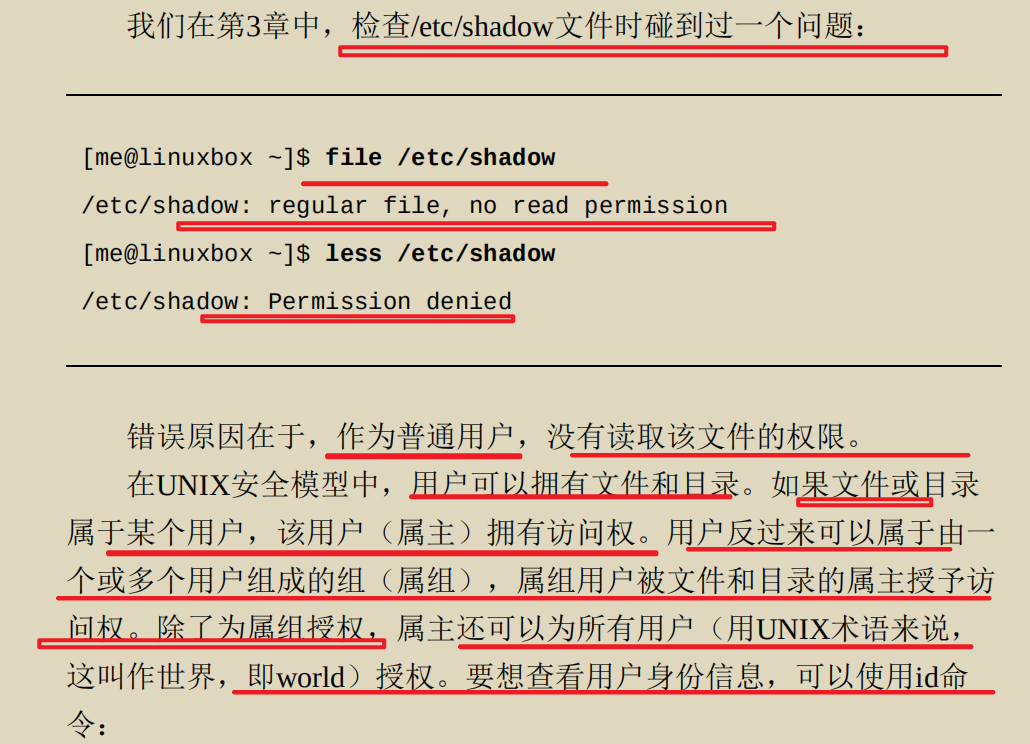 我们在第3章中，检查/etc/shadow文件时碰到过一个问题：
[me@linuxbox ~]$ file /etc/shadow
/etc/shadow: regular file, no read permission
[me@linuxbox ~]$ less /etc/shadow
/etc/shadow: Permission denied
错误原因在于，作为普通用户，没有读取该文件的权限。
在UNIX安全模型中，用户可以拥有文件和目录。如果文件或目录
属于某个用户，该用户（属主）拥有访问权。用户反过来可以属于由一
个或多个用户组成的组（属组），属组用户被文件和目录的属主授予访
问权。除了为属组授权，属主还可以为所有用户（用UNIX术语来说，
这叫作世界，即world）授权。要想查看用户身份信息，可以使用id命
令：